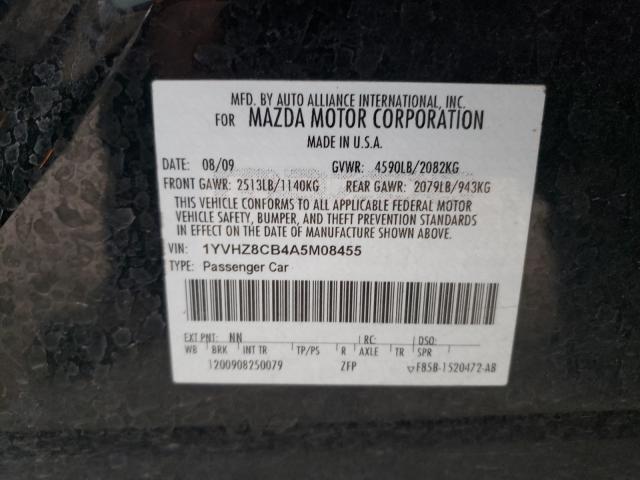 MFD. BY AUTO ALLIANCE INTERNATIONAL, INC.
FOR MAZDA MOTOR CORPORATION
MADE IN U.S.A.
DATE: 08/09 GVWR: 4590LB/2082KG
FRONT GAWR: 2513LB/1140KG REAR GAWR: 2079LB/943KG
THIS VEHICLE CONFORMS TO ALL APPLICABLE FEDERAL MOTOR
VEHICLE SAFETY, BUMPER, AND THEFT PREVENTION STANDARDS
IN EFFECT ON THE DATE OF MANUFACTURE SHOWN ABOVE.
VIN: 1YVHZ8CB4A5M08455
TYPE: Passenger Car
EXT PNT: NN RC: DSO:
WB BRK INT TR TP/PS R AXLE TR SPR
1200908250079 ZFP F85B-1520472-AB